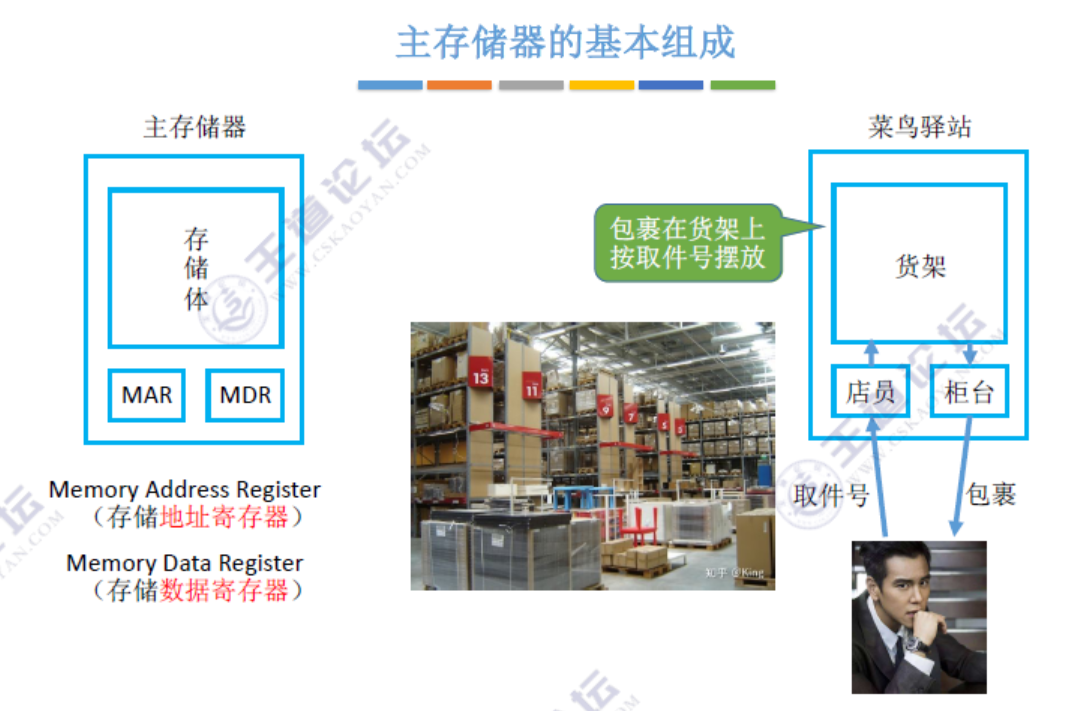 主存储器的基本组成
主存储器
存
储
体
MAR
MDR
Memory Address Register
（存储地址寄存器）
Memory Data Register
（存储数据寄存器）
13
11
9
7
5
知乎 @King
包裹在货架上
按取件号摆放
菜鸟驿站
货架
店员
柜台
取件号
包裹
王道论坛
WWW.CSKAOYAN.COM